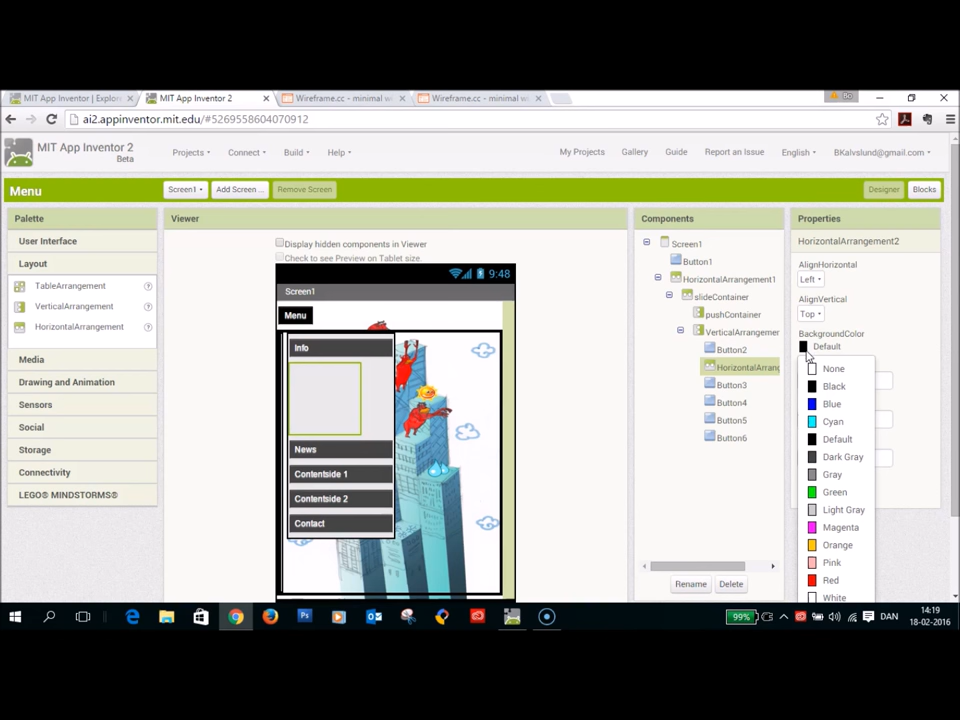 MIT App Inventor | Explore
MIT App Inventor 2
Wireframe.cc - minimal w
Wireframe.cc - minimal w
Bo
ai2.appinventor.mit.edu/#5269558604070912
MIT App Inventor 2
Beta
Projects
Connect
Build
Help
My Projects
Gallery
Guide
Report an Issue
English
BKalvslund@gmail.com
Menu
Screen1
Add Screen ...
Remove Screen
Designer
Blocks
Palette
User Interface
Layout
TableArrangement
VerticalArrangement
HorizontalArrangement
Media
Drawing and Animation
Sensors
Social
Storage
Connectivity
LEGO® MINDSTORMS®
Viewer
Display hidden components in Viewer
Check to see Preview on Tablet size.
9:48
Screen1
Menu
Info
News
Contentside 1
Contentside 2
Contact
Components
Screen1
Button1
HorizontalArrangement1
slideContainer
pushContainer
VerticalArrangemer
Button2
HorizontalArrang
Button3
Button4
Button5
Button6
Rename
Delete
Properties
HorizontalArrangement2
AlignHorizontal
Left
AlignVertical
Top
BackgroundColor
Default
None
Black
Blue
Cyan
Default
Dark Gray
Gray
Green
Light Gray
Magenta
Orange
Pink
Red
White
99%
DAN
14:19
18-02-2016